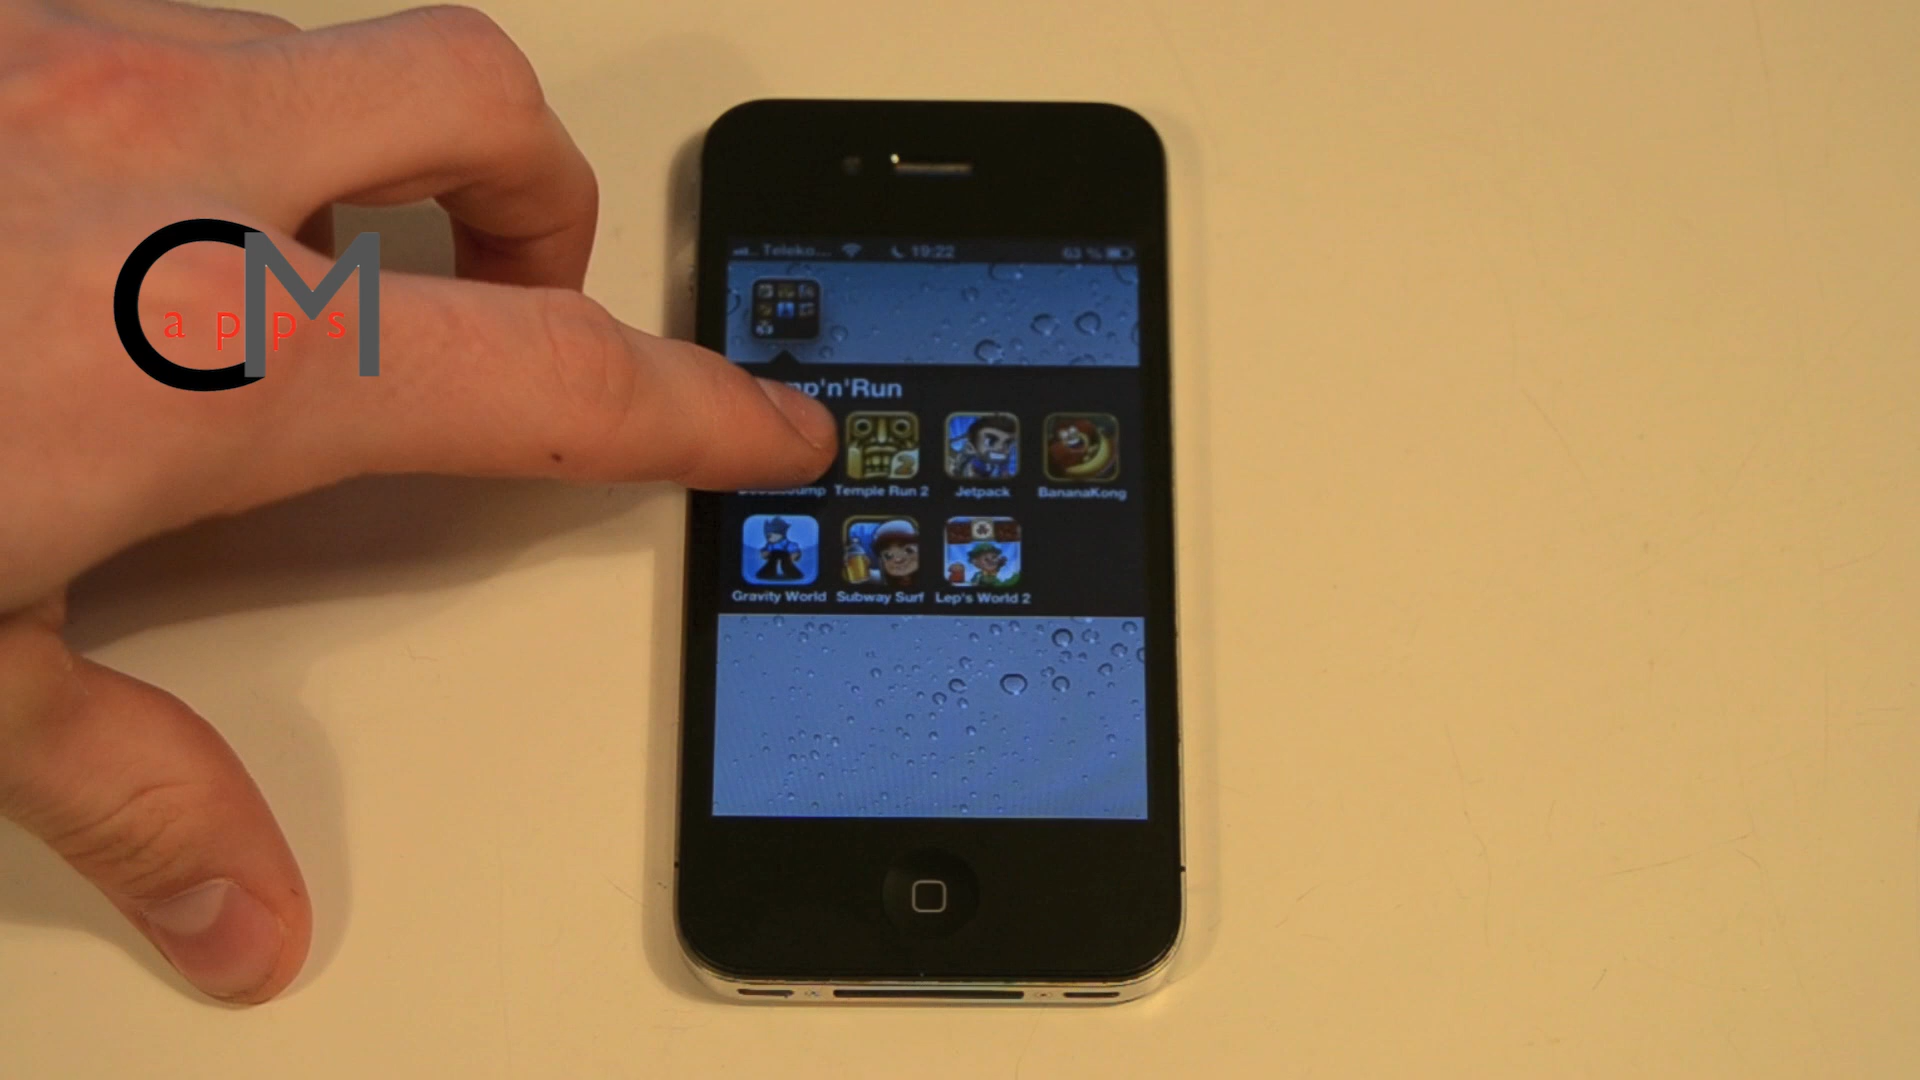 Teleko... 19:22 63 %
CM
apps
mp'n'Run
Temple Run 2 Jetpack BananaKong
Gravity World Subway Surf Lep's World 2